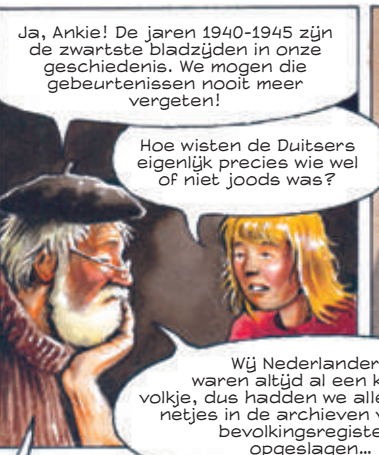 Ja, Ankie! De jaren 1940-1945 zijn
de zwartste bladzijden in onze
geschiedenis. We mogen die
gebeurtenissen nooit meer
vergeten!
Hoe wisten de Duitsers
eigenlijk precies wie wel
of niet joods was?
Wij Nederlander
waren altijd al een k
volkje, dus hadden we alle
netjes in de archieven v
bevolkingsregiste
opgeslagen...